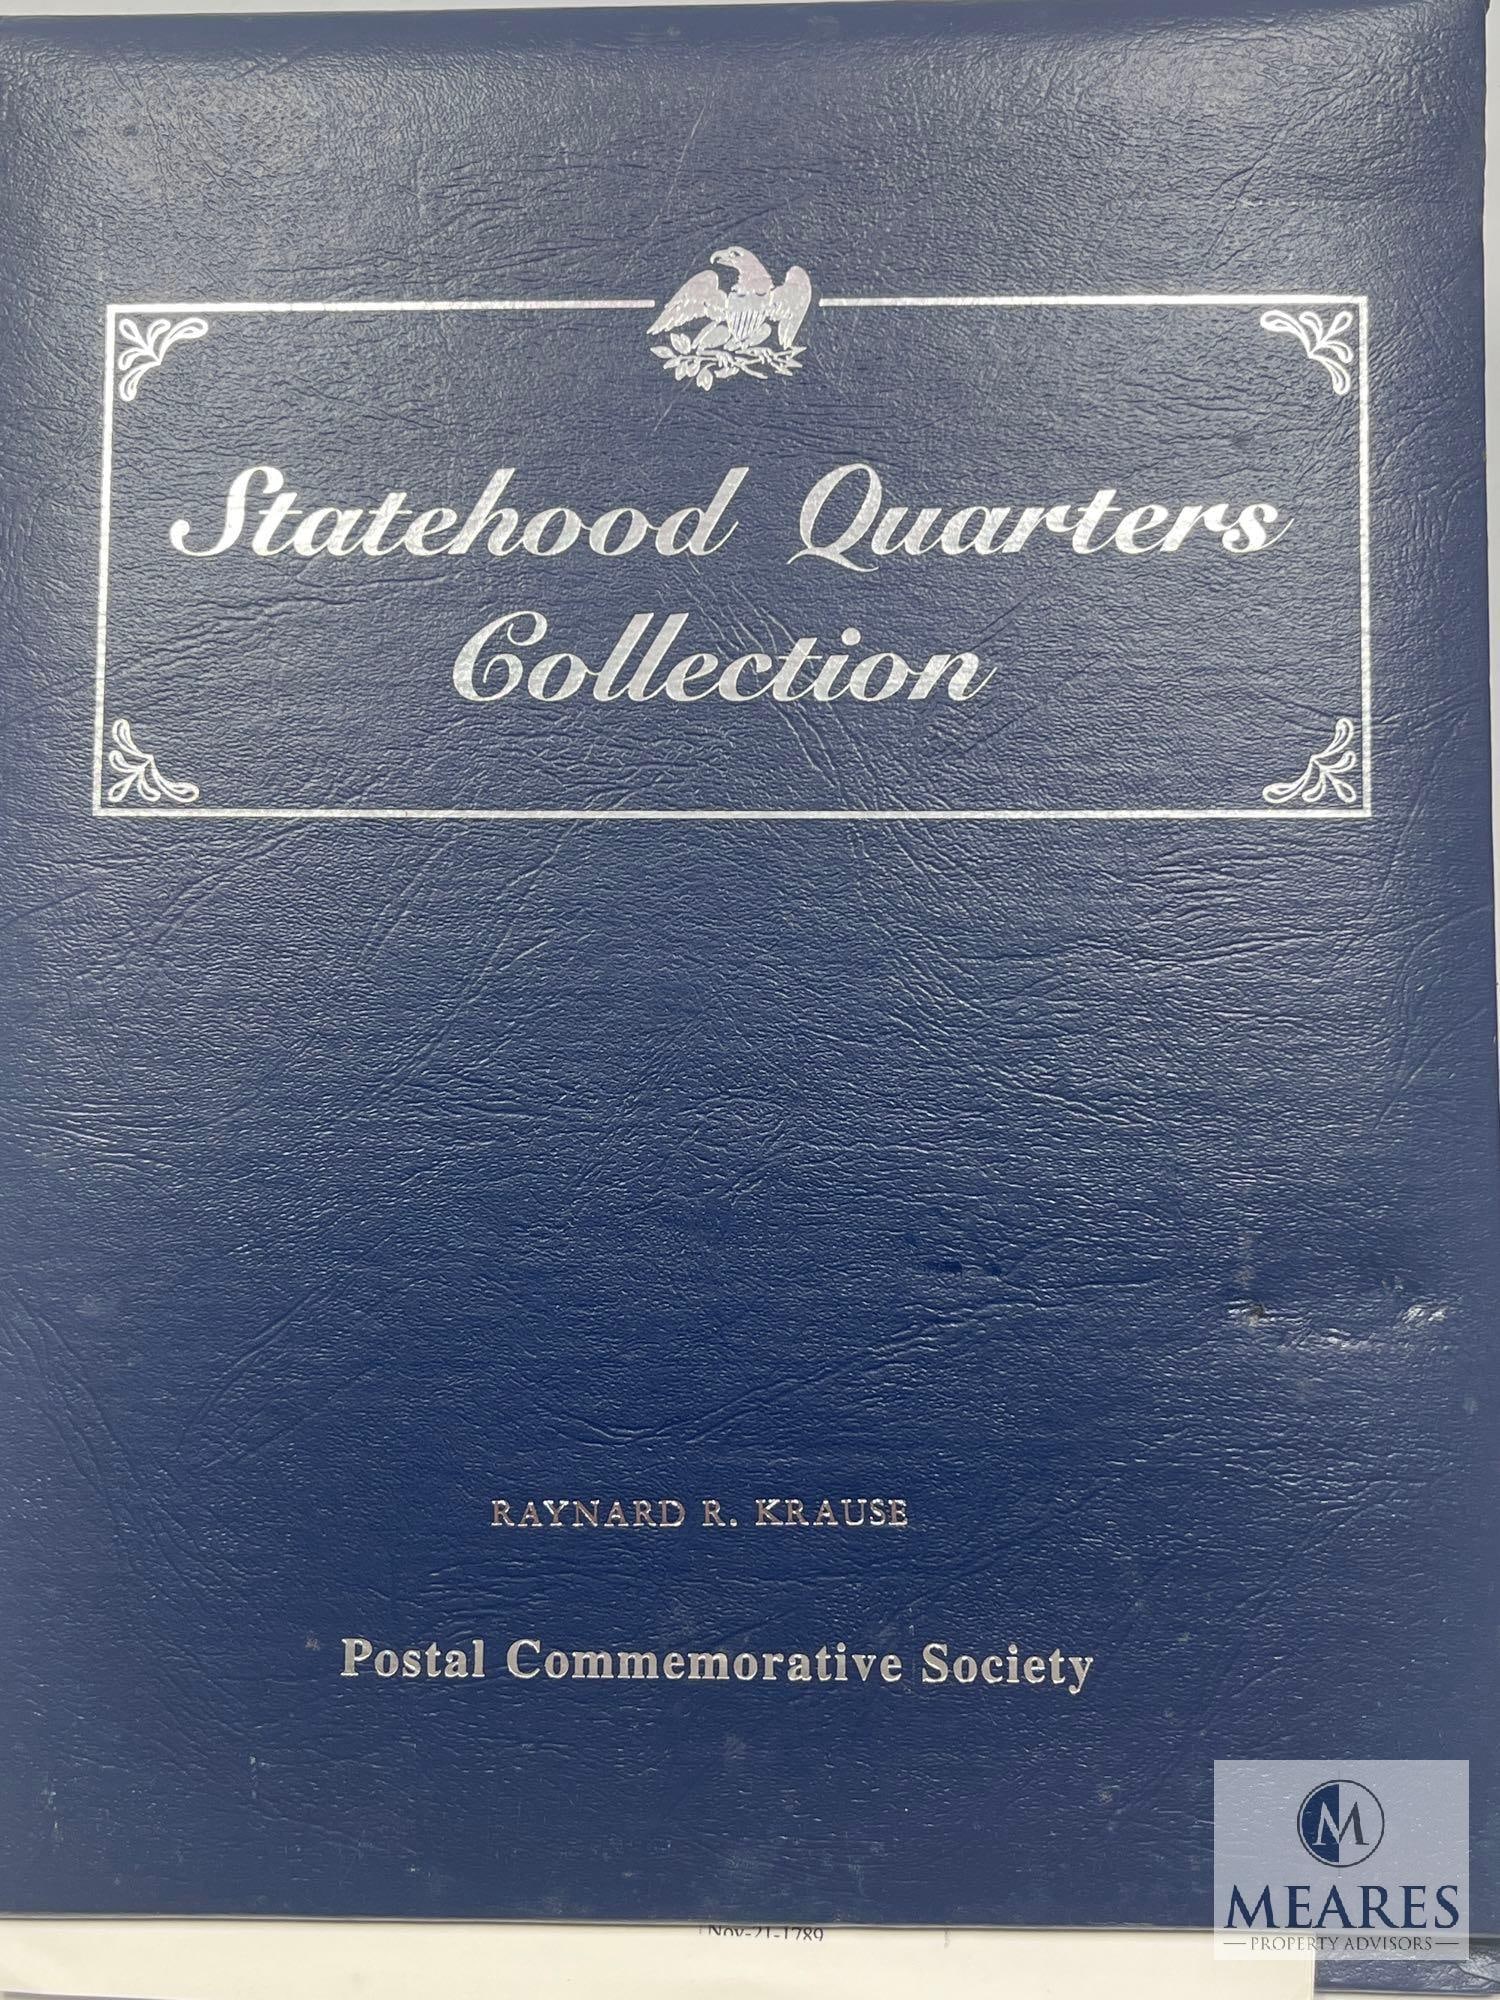 Statehood Quarters
Collection
RAYNARD R. KRAUSE
Postal Commemorative Society
Nov-21-1789
M
MEARES
PROPERTY ADVISORS